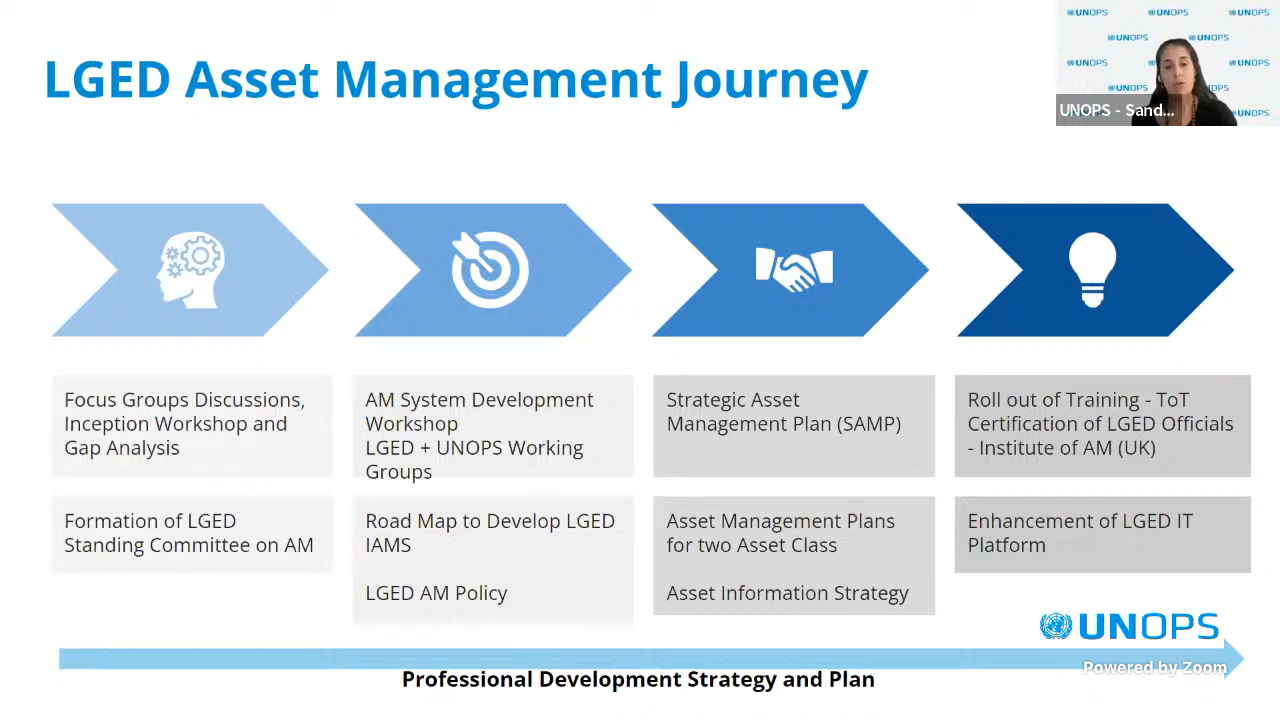 LGED Asset Management Journey
UNOPS
UNOPS
UNOPS
UNOPS
UNOPS
UNOPS
UNOPS
UNOPS
UNOPS
UNOPS - Sand...
Focus Groups Discussions,
Inception Workshop and
Gap Analysis
Formation of LGED
Standing Committee on AM
AM System Development
Workshop
LGED + UNOPS Working
Groups
Road Map to Develop LGED
IAMS
LGED AM Policy
Strategic Asset
Management Plan (SAMP)
Asset Management Plans
for two Asset Class
Asset Information Strategy
Roll out of Training - ToT
Certification of LGED Officials
- Institute of AM (UK)
Enhancement of LGED IT
Platform
UNOPS
Powered by Zoom
Professional Development Strategy and Plan